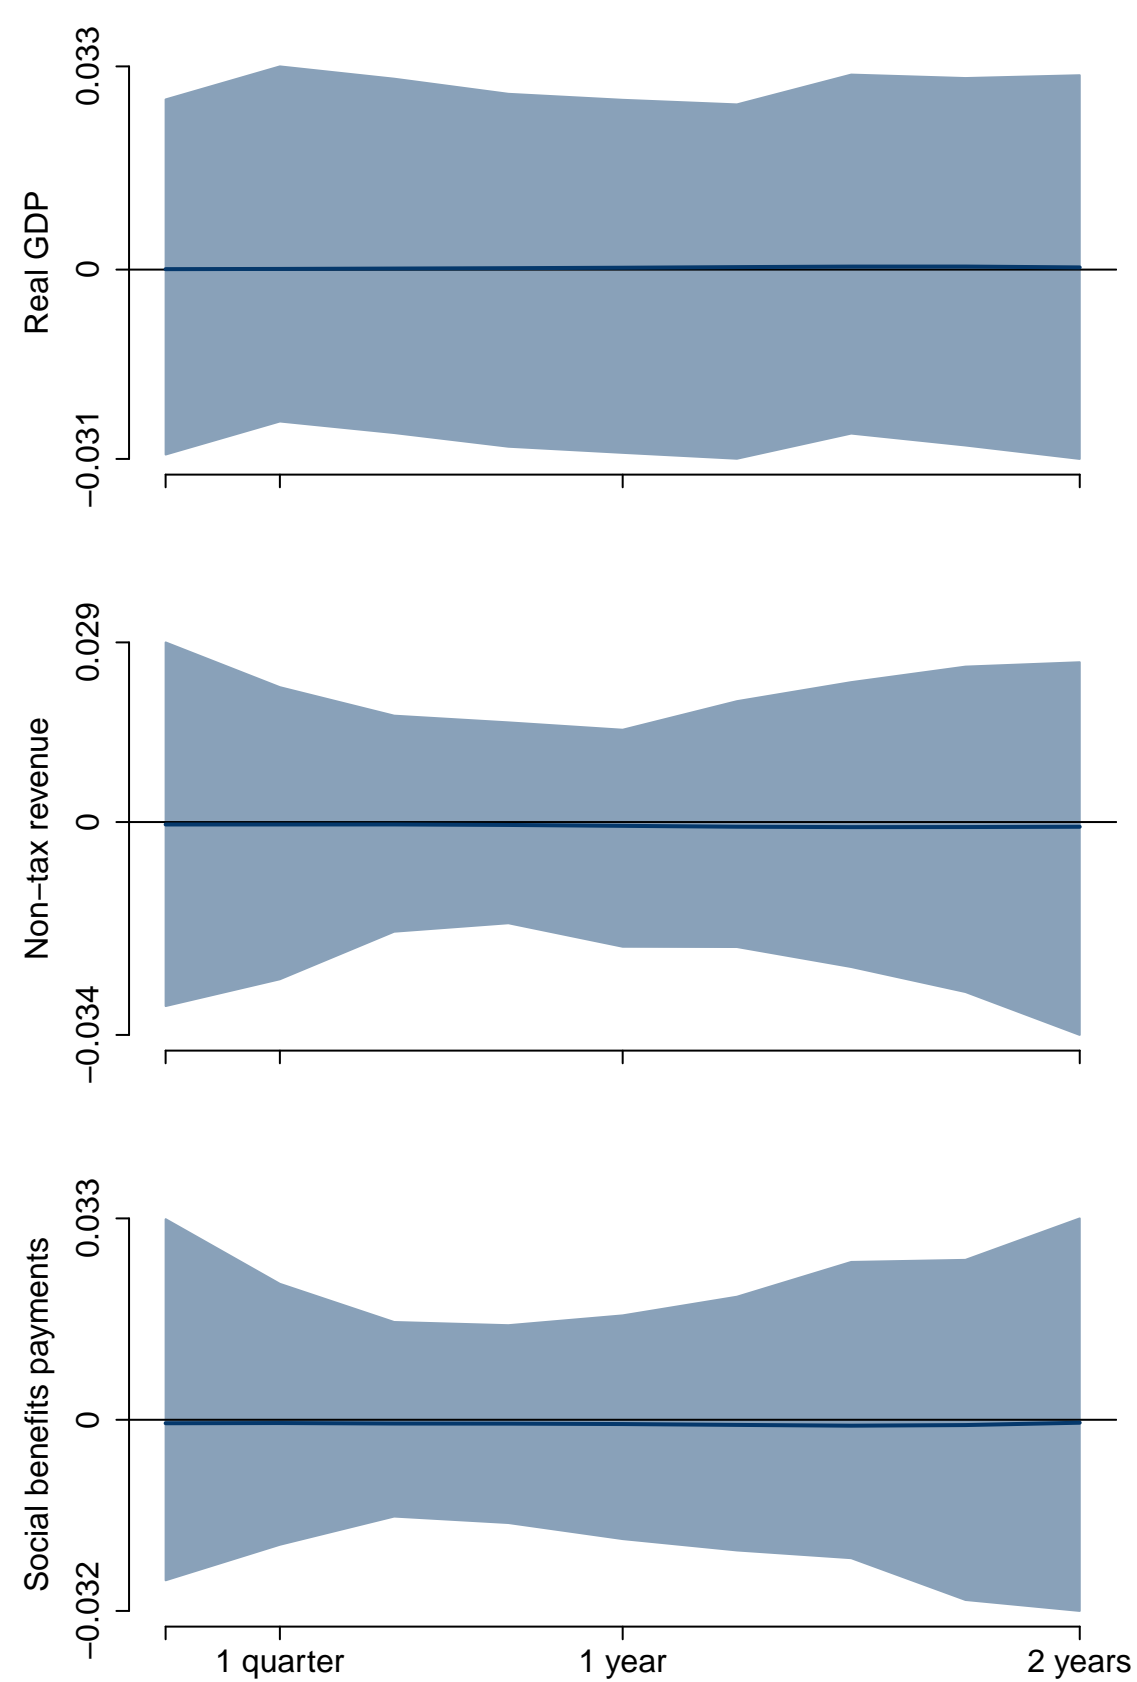 Real GDP
0.033
0
−0.031
Non−tax revenue
0.029
0
−0.034
Social benefits payments
0.033
0
−0.032
1 quarter
1 year
2 years